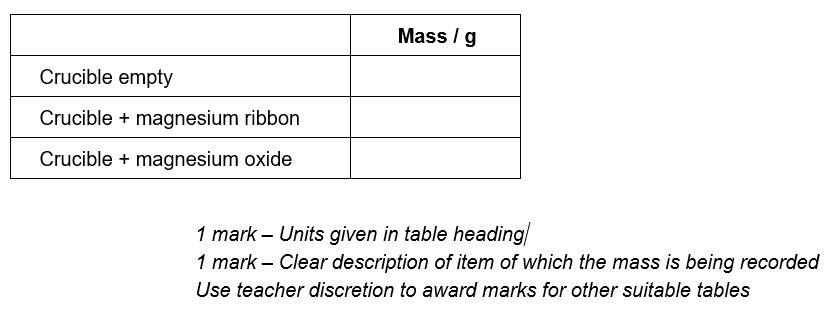 Mass / g
Crucible empty
Crucible + magnesium ribbon
Crucible + magnesium oxide
1 mark – Units given in table heading
1 mark – Clear description of item of which the mass is being recorded
Use teacher discretion to award marks for other suitable tables